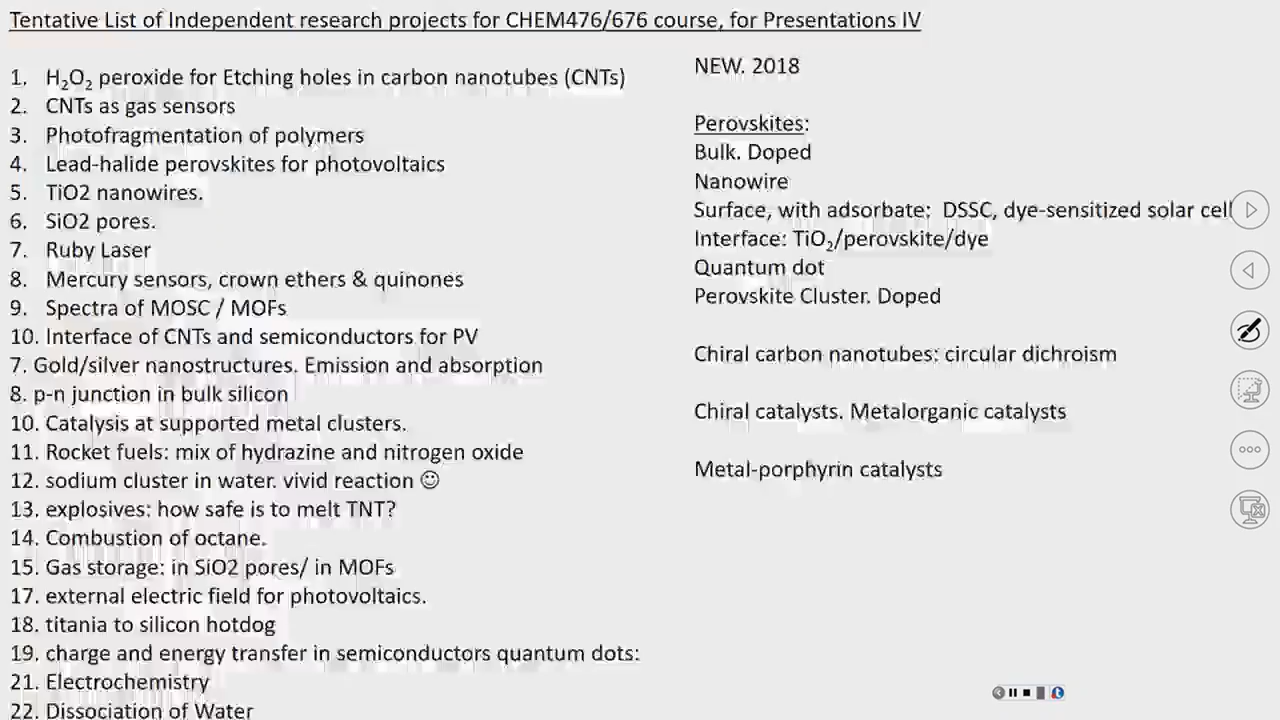 Tentative List of Independent research projects for CHEM476/676 course, for Presentations IV
1. H₂O₂ peroxide for Etching holes in carbon nanotubes (CNTs)
2. CNTs as gas sensors
3. Photofragmentation of polymers
4. Lead-halide perovskites for photovoltaics
5. TiO2 nanowires.
6. SiO2 pores.
7. Ruby Laser
8. Mercury sensors, crown ethers & quinones
9. Spectra of MOSC / MOFs
10. Interface of CNTs and semiconductors for PV
7. Gold/silver nanostructures. Emission and absorption
8. p-n junction in bulk silicon
10. Catalysis at supported metal clusters.
11. Rocket fuels: mix of hydrazine and nitrogen oxide
12. sodium cluster in water. vivid reaction ☺
13. explosives: how safe is to melt TNT?
14. Combustion of octane.
15. Gas storage: in SiO2 pores/ in MOFs
17. external electric field for photovoltaics.
18. titania to silicon hotdog
19. charge and energy transfer in semiconductors quantum dots:
21. Electrochemistry
22. Dissociation of Water
NEW. 2018
Perovskites:
Bulk. Doped
Nanowire
Surface, with adsorbate: DSSC, dye-sensitized solar cell
Interface: TiO₂/perovskite/dye
Quantum dot
Perovskite Cluster. Doped
Chiral carbon nanotubes: circular dichroism
Chiral catalysts. Metalorganic catalysts
Metal-porphyrin catalysts